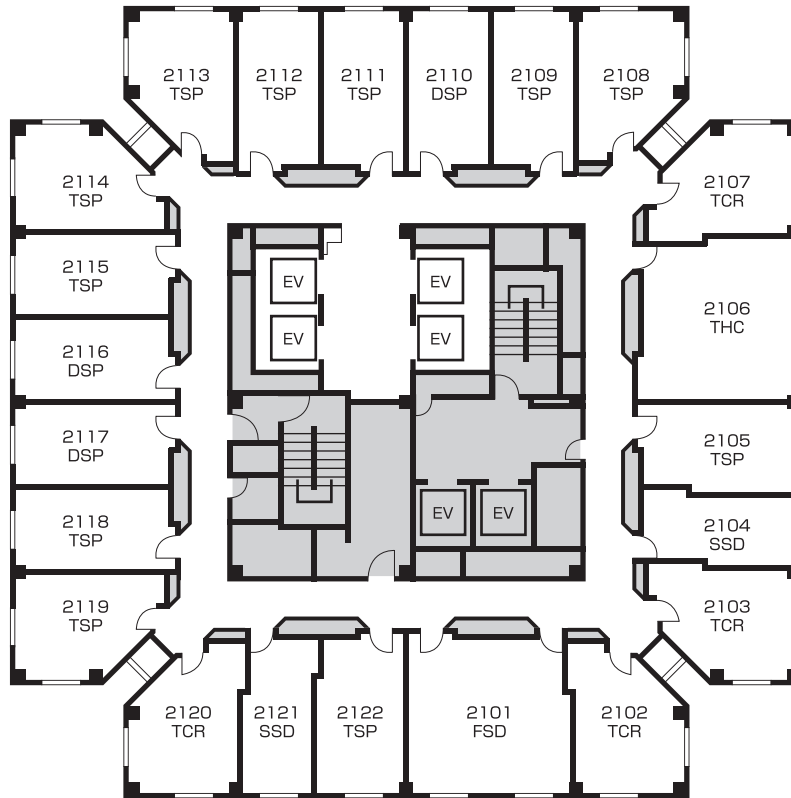 2113
TSP
2112
TSP
2111
TSP
2110
DSP
2109
TSP
2108
TSP
2114
TSP
2107
TCR
2115
TSP
EV
EV
2106
THC
2116
DSP
EV
EV
2117
DSP
2105
TSP
2118
TSP
EV
EV
2104
SSD
2119
TSP
2103
TCR
2120
TCR
2121
SSD
2122
TSP
2101
FSD
2102
TCR